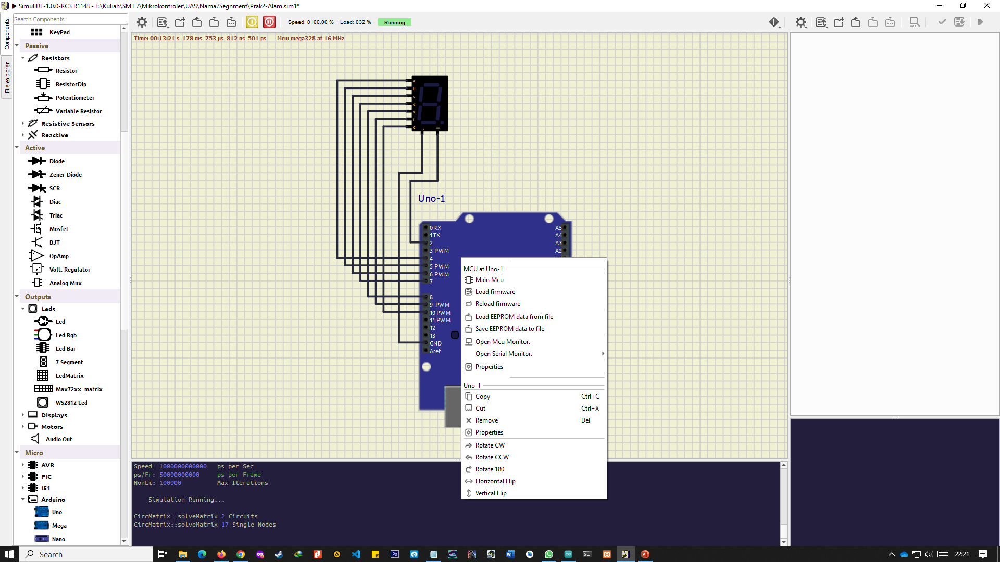 SimulIDE-1.0.0-RC3 R1148 - F:\Kuliah\SMT 7\Mikrokontroler\UAS\Nama7Segnment\Prak2-Alam.sim1*
Components
File explorer
Search Components
KeyPad
Passive
Resistors
Resistor
ResistorDip
Potentiometer
Variable Resistor
Resistive Sensors
Reactive
Active
Diode
Zener Diode
SCR
Diac
Triac
Mosfet
BJT
OpAmp
Volt. Regulator
Analog Mux
Outputs
Leds
Led
Led Rgb
Led Bar
7 Segment
LedMatrix
Max72xx_matrix
WS2812 Led
Displays
Motors
Audio Out
Micro
AVR
PIC
I51
Arduino
Uno
Mega
Nano
Speed: 0100.00 % Load: 032 % Running
Time: 00:13:21 s 178 ms 753 µs 812 ns 501 ps Mcu: mega328 at 16 MHz
a
b
c
d
e
f
g
Uno-1
0RX
1TX
2
3 PWM
4
5 PWM
6 PWM
7
8
9 PWM
10PWM
11PWM
12
13
GND
Aref
A5
A4
A3
A2
MCU at Uno-1
Main Mcu
Load firmware
Reload firmware
Load EEPROM data from file
Save EEPROM data to file
Open Mcu Monitor.
Open Serial Monitor.
Properties
Uno-1
Copy Ctrl+C
Cut Ctrl+X
Remove Del
Properties
Rotate CW
Rotate CCW
Rotate 180
Horizontal Flip
Vertical Flip
Speed: 1000000000000 ps per Sec
ps/Fr: 50000000000 ps per Frame
NonLi: 100000 Max Iterations
Simulation Running...
CircMatrix::solveMatrix 2 Circuits
CircMatrix::solveMatrix 17 Single Nodes
Search
Ps
22:21